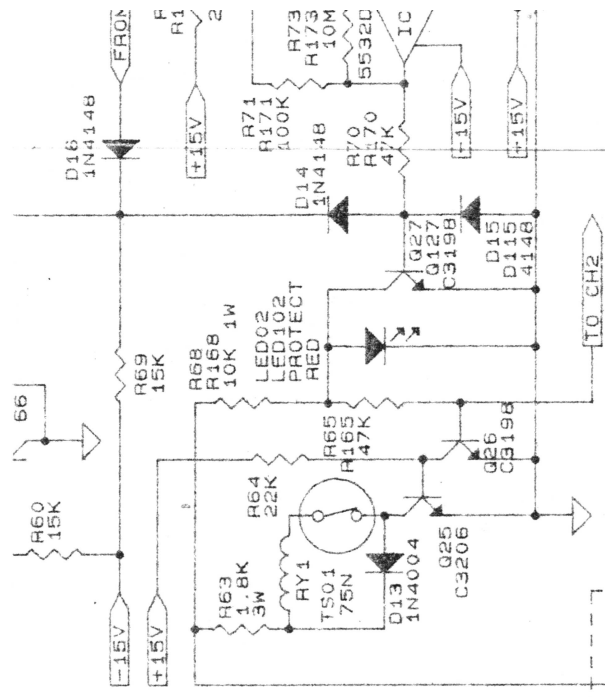 FROM
R1
+15V
R73
R173
10M
5532D
IC
-15V
+15V
D16
1N4148
R71
R171
100K
D14
1N4148
R70
R170
47K
Q27
Q127
C3198
D15
D115
4148
TO CH2
66
R69
15K
R68
R168
10K 1W
LED02
LED102
PROTECT
RED
R65
R165
47K
Q26
C3198
R60
15K
R64
22K
Q25
C3206
-15V
+15V
R63
1.8K
3W
RY1
TS01
75N
D13
1N4004